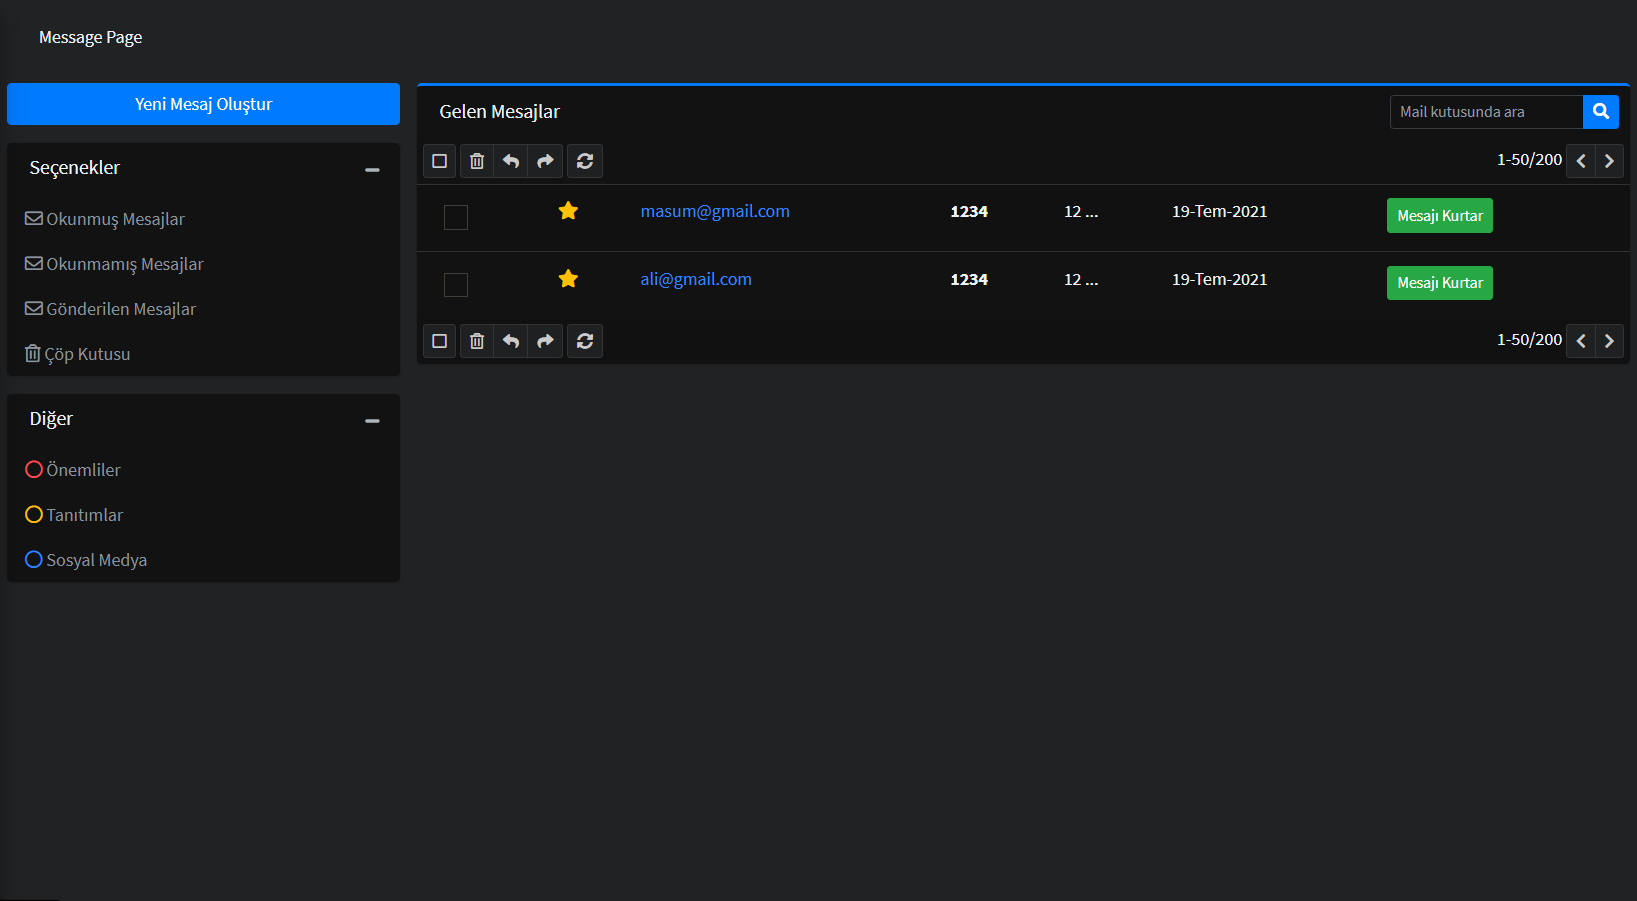 Message Page
Yeni Mesaj Oluştur
Seçenekler
Okunmuş Mesajlar
Okunmamış Mesajlar
Gönderilen Mesajlar
Çöp Kutusu
Diğer
Önemliler
Tanıtımlar
Sosyal Medya
Gelen Mesajlar
Mail kutusunda ara
1-50/200
masum@gmail.com 1234 12 ... 19-Tem-2021 Mesajı Kurtar
ali@gmail.com 1234 12 ... 19-Tem-2021 Mesajı Kurtar
1-50/200